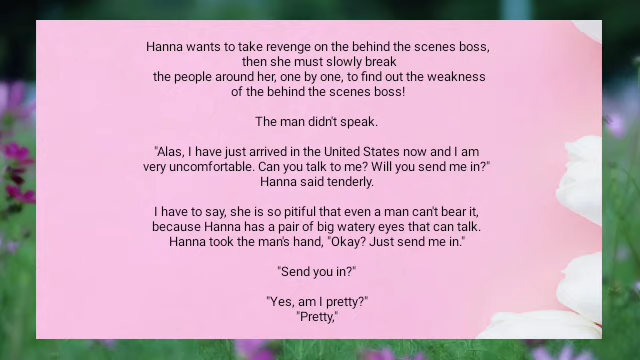 Hanna wants to take revenge on the behind the scenes boss,
then she must slowly break
the people around her, one by one, to find out the weakness
of the behind the scenes boss!
The man didn't speak.
"Alas, I have just arrived in the United States now and I am
very uncomfortable. Can you talk to me? Will you send me in?"
Hanna said tenderly.
I have to say, she is so pitiful that even a man can't bear it,
because Hanna has a pair of big watery eyes that can talk.
Hanna took the man's hand, "Okay? Just send me in."
"Send you in?"
"Yes, am I pretty?"
"Pretty,"